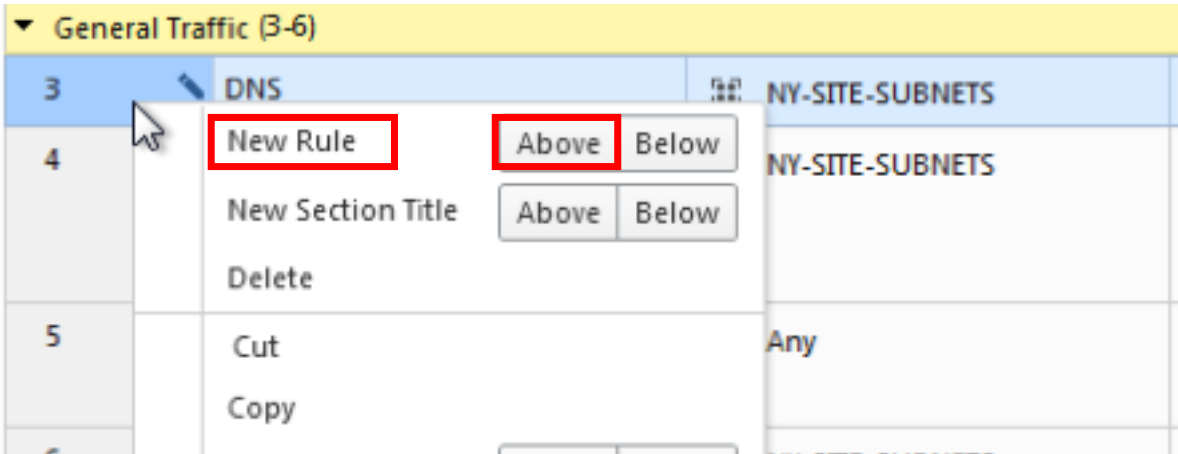 General Traffic (3-6)
3 DNS NY-SITE-SUBNETS
New Rule Above Below
4 NY-SITE-SUBNETS
New Section Title Above Below
Delete
5 Any
Cut
Copy